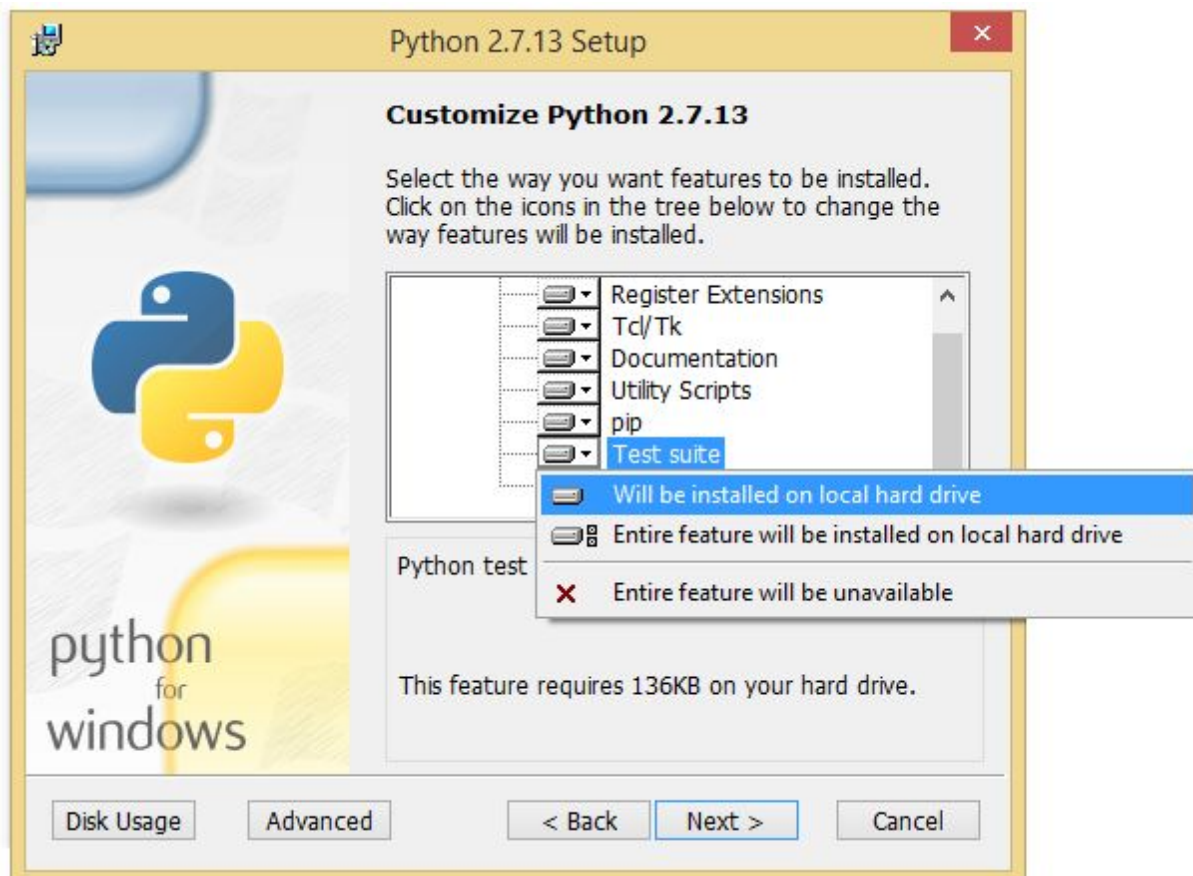 Python 2.7.13 Setup
Customize Python 2.7.13
Select the way you want features to be installed.
Click on the icons in the tree below to change the
way features will be installed.
Register Extensions
Tcl/Tk
Documentation
Utility Scripts
pip
Test suite
Will be installed on local hard drive
Entire feature will be installed on local hard drive
Entire feature will be unavailable
Python test
This feature requires 136KB on your hard drive.
python
for
windows
Disk Usage
Advanced
< Back
Next >
Cancel